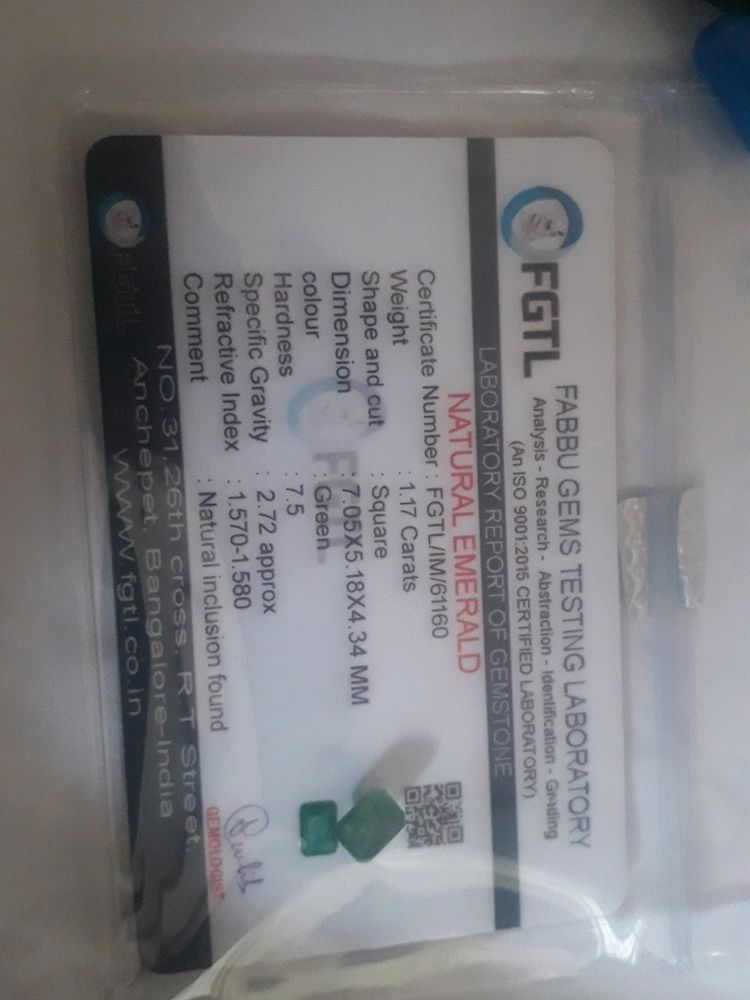 FGTL
FABBU GEMS TESTING LABORATORY
Analysis - Research - Abstraction - Identification - Grading
(An ISO 9001:2015 CERTIFIED LABORATORY)
LABORATORY REPORT OF GEMSTONE
NATURAL EMERALD
Certificate Number : FGTL/IM/61160
Weight : 1.17 Carats
Shape and cut : Square
Dimension : 7.05X5.18X4.34 MM
colour : Green
Hardness : 7.5
Specific Gravity : 2.72 approx
Refractive Index : 1.570-1.580
Comment : Natural inclusion found
GEMOLOGIST
FGTL
NO.31,26th cross, R T Street,
Anchepet, Bangalore-India
www.fgtl.co.in